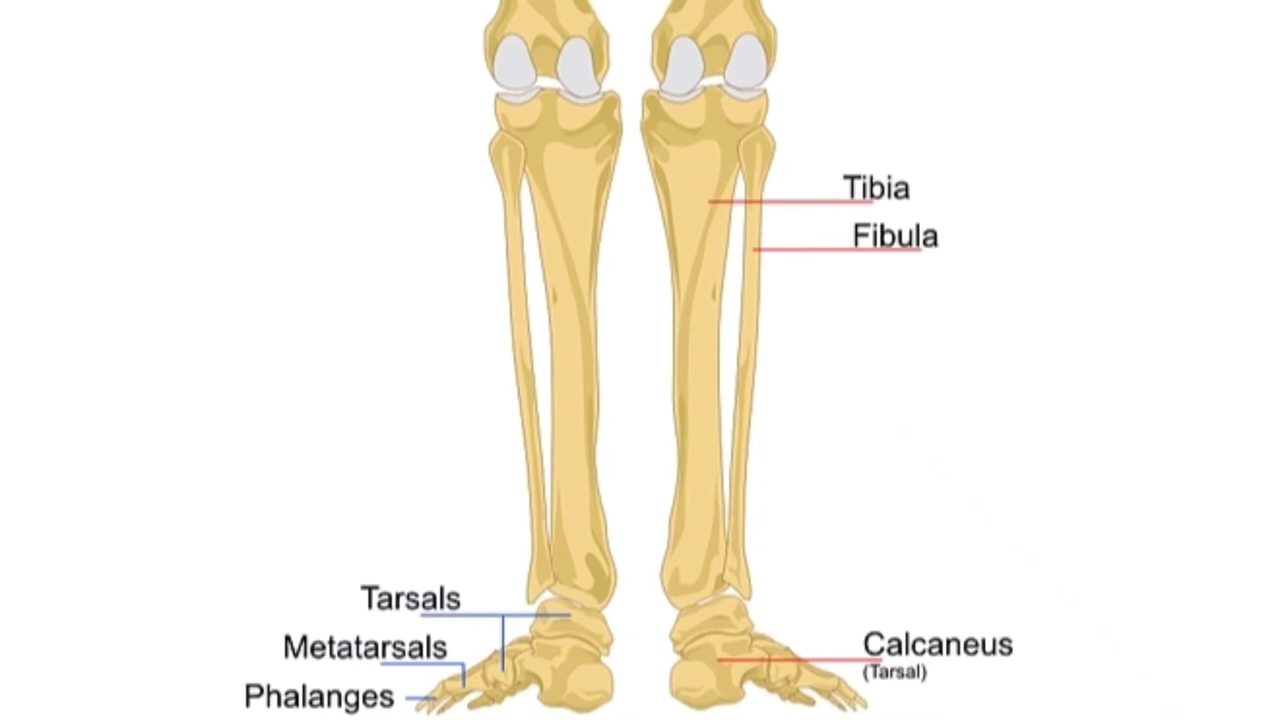 Tibia
Fibula
Tarsals
Metatarsals
Phalanges
Calcaneus
(Tarsal)